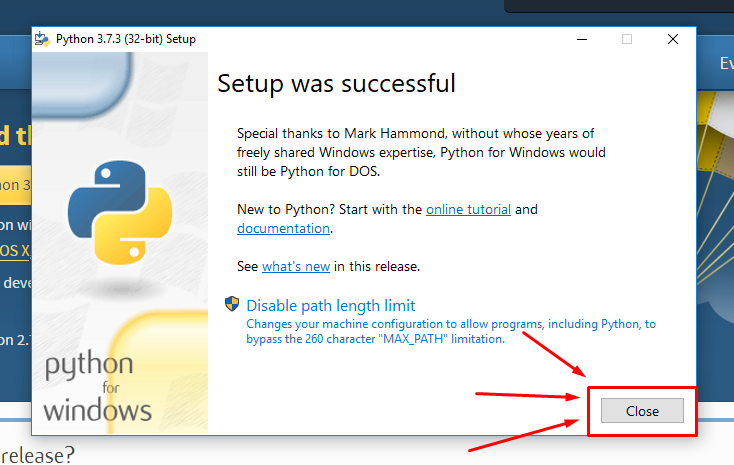 Python 3.7.3 (32-bit) Setup
Ev
Setup was successful
Special thanks to Mark Hammond, without whose years of
freely shared Windows expertise, Python for Windows would
still be Python for DOS.
New to Python? Start with the online tutorial and
documentation.
See what's new in this release.
Disable path length limit
Changes your machine configuration to allow programs, including Python, to
bypass the 260 character "MAX_PATH" limitation.
python
for
windows
Close
d th
on 3
on wi
OS X
deve
on 2.7
release?